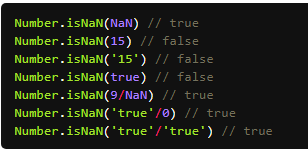 Number.isNaN(NaN) // true
Number.isNaN(15) // false
Number.isNaN('15') // false
Number.isNaN(true) // false
Number.isNaN(9/NaN) // true
Number.isNaN('true'/0) // true
Number.isNaN('true'/'true') // true